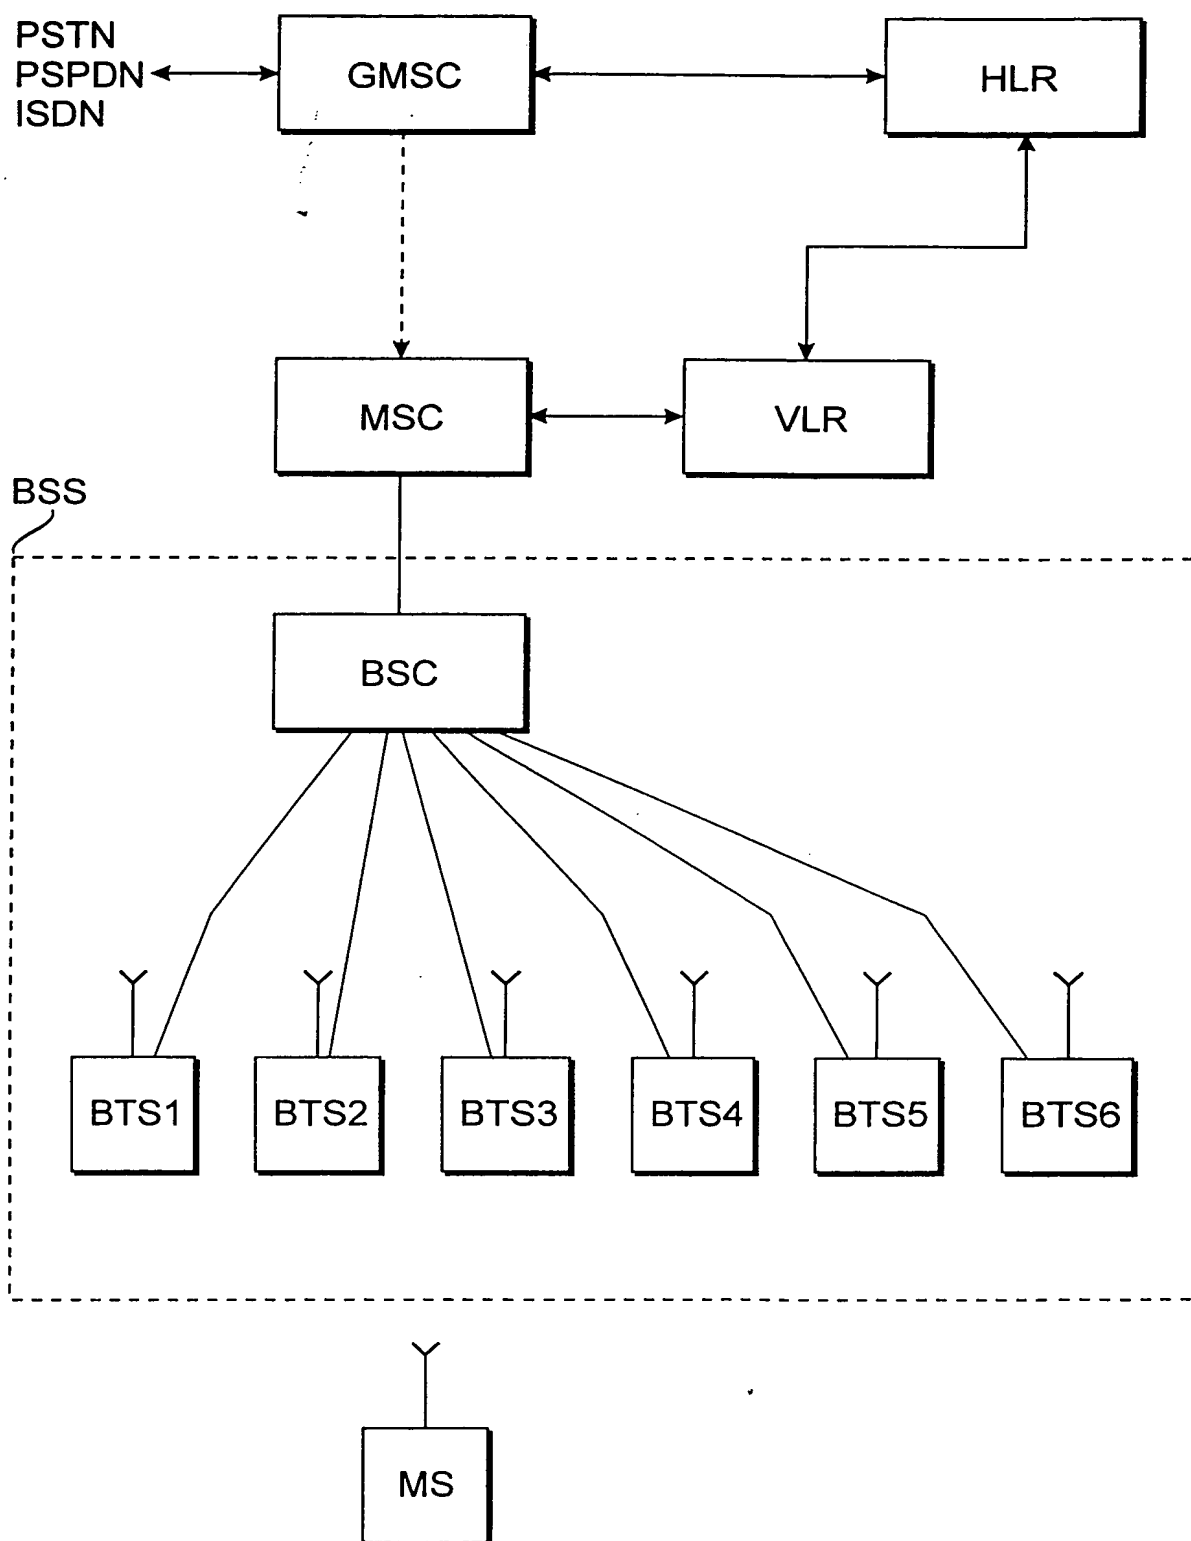 PSTN
PSPDN
ISDN
GMSC
HLR
MSC
VLR
BSS
BSC
BTS1
BTS2
BTS3
BTS4
BTS5
BTS6
MS